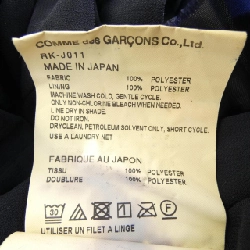 COMME des GARÇONS Co., Ltd.
RK-J011
MADE IN JAPAN
FABRIC 100% POLYESTER
LINING 100% POLYESTER
MACHINE WASH COLD, GENTLE CYCLE.
ONLY NON-CLORINE BLEACH WHEN NEEDED.
LINE DRY IN SHADE.
DO NOT IRON.
DRYCLEAN, PETROLEUM SOLVENT ONLY, SHORT CYCLE.
USE A LAUNDRY NET
FABRIQUE AU JAPON
TISSU 100% POLYESTER
DOUBLURE 100% POLYESTER
UTILISER UN FILET A LINGE